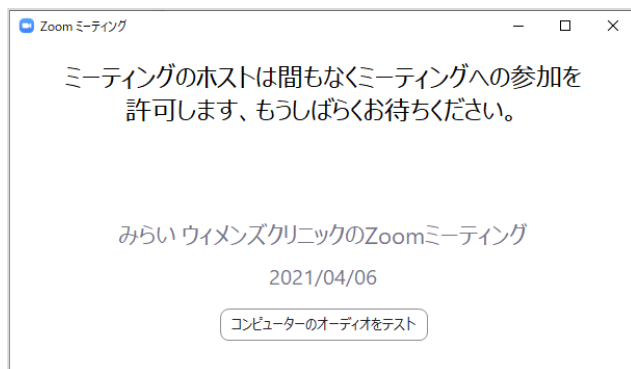 Zoom ミーティング
ミーティングのホストは間もなくミーティングへの参加を
許可します、もうしばらくお待ちください。
みらい ウィメンズクリニックのZoomミーティング
2021/04/06
コンピューターのオーディオをテスト